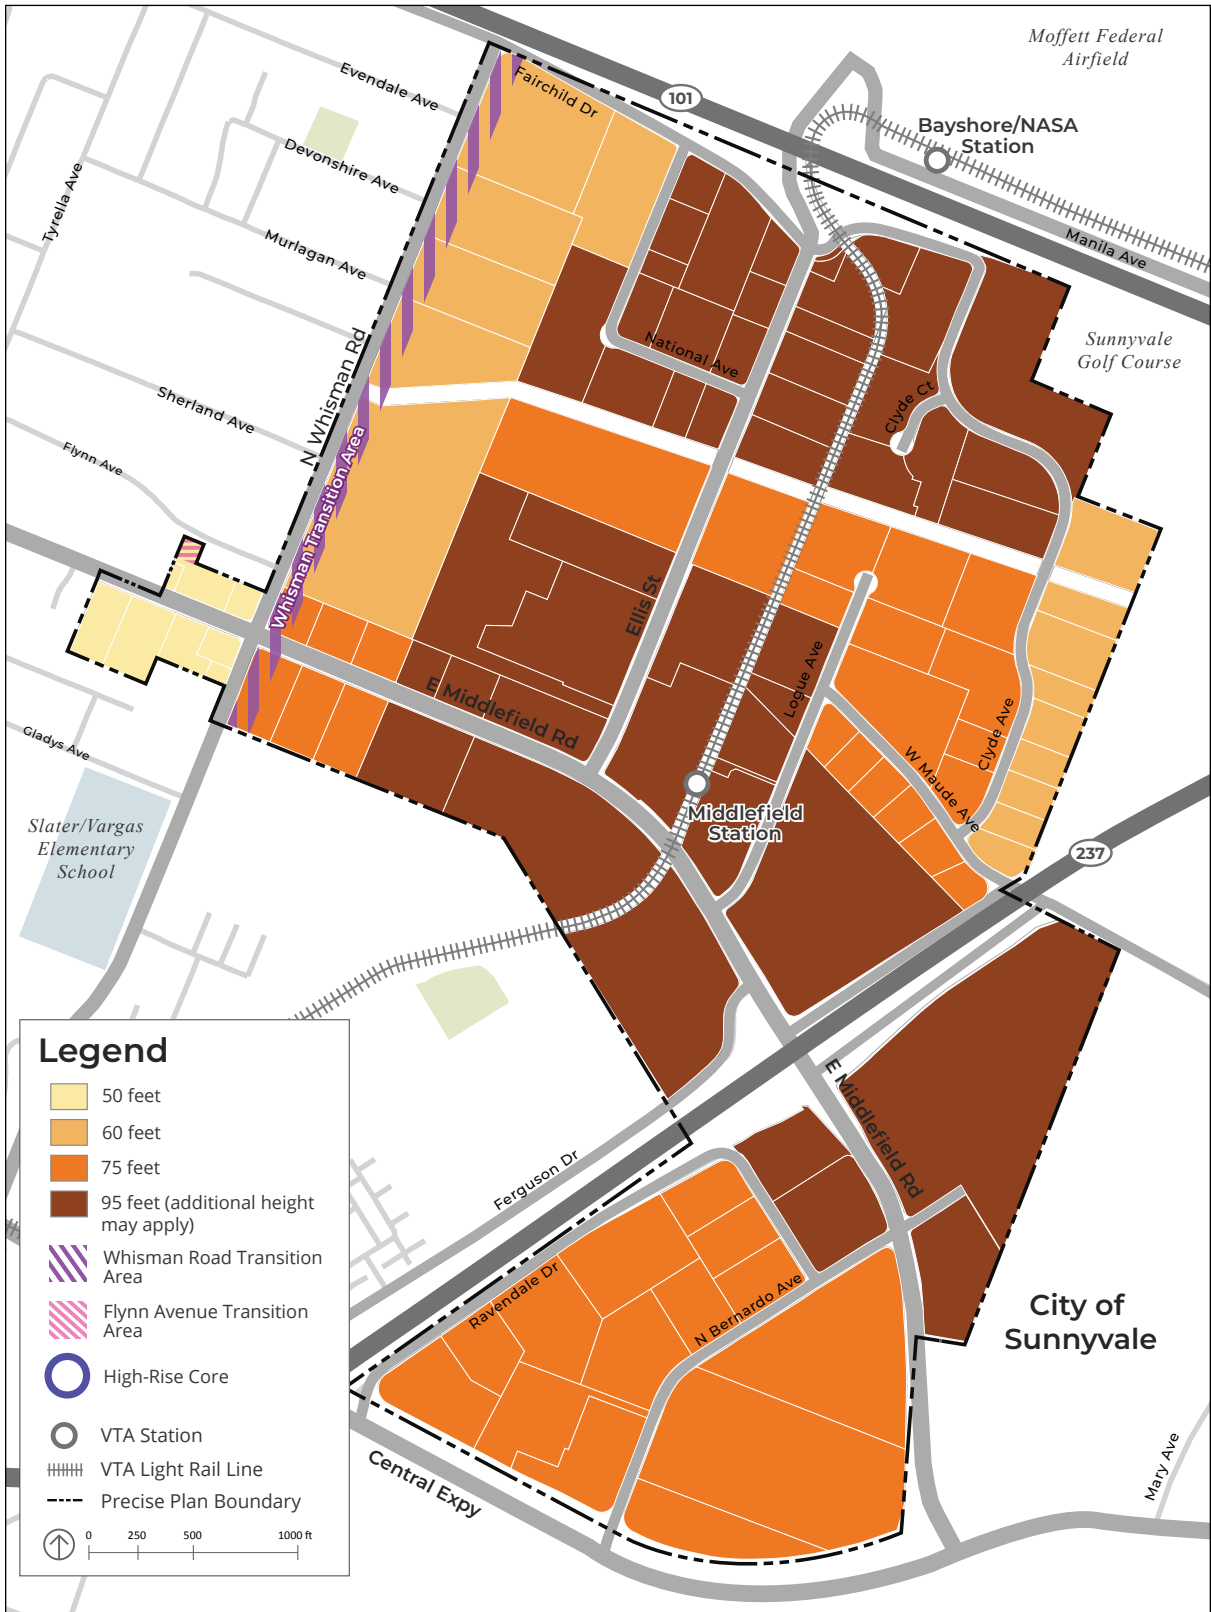 Moffett Federal
Airfield
Evendale Ave
Fairchild Dr
101
Bayshore/NASA
Station
Devonshire Ave
Tyrella Ave
Murlagan Ave
Manila Ave
National Ave
Sunnyvale
Golf Course
N Whisman Rd
Sherland Ave
Clyde Ct
Flynn Ave
Whisman Transition Area
Ellis St
Logue Ave
E Middlefield Rd
Clyde Ave
Gladys Ave
W Maude Ave
Middlefield
Station
Slater/Vargas
Elementary
School
237
E Middlefield Rd
Ferguson Dr
Ravendale Dr
N Bernardo Ave
City of
Sunnyvale
Central Expy
Mary Ave
Legend
50 feet
60 feet
75 feet
95 feet (additional height
may apply)
Whisman Road Transition
Area
Flynn Avenue Transition
Area
High-Rise Core
VTA Station
VTA Light Rail Line
Precise Plan Boundary
0 250 500 1000 ft